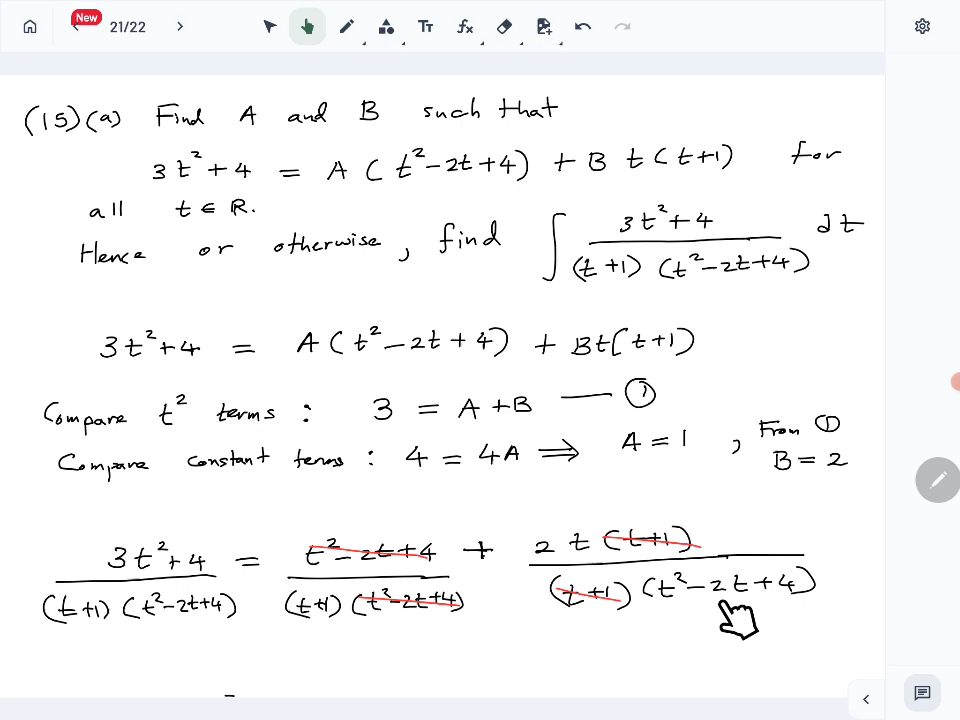 New
21/22
Tt
fx
(15)(a) Find A and B such that
3t² + 4 = A (t² - 2t + 4) + B t (t+1) for
all t ∈ R.
Hence or otherwise, find ∫ (3t² + 4)/((t+1) (t² - 2t + 4)) dt
3t² + 4 = A (t² - 2t + 4) + Bt(t+1)
Compare t² terms : 3 = A + B — ①
Compare constant terms : 4 = 4A ⟹ A = 1 , From ① B = 2
(3t² + 4)/((t+1) (t² - 2t + 4)) = (t² - 2t + 4)/((t+1) (t² - 2t + 4)) + (2 t (t+1))/((t+1) (t² - 2t + 4))